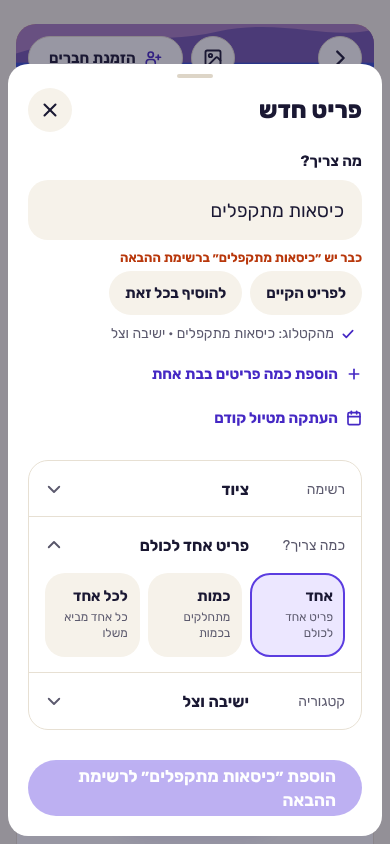 הזמנת חברים
פריט חדש
מה צריך?
כיסאות מתקפלים
כבר יש ״כיסאות מתקפלים״ ברשימת ההבאה
לפריט הקיים
להוסיף בכל זאת
מהקטלוג: כיסאות מתקפלים • ישיבה וצל
הוספת כמה פריטים בבת אחת
העתקה מטיול קודם
רשימה
ציוד
כמה צריך?
פריט אחד לכולם
אחד
פריט אחד
לכולם
כמות
מתחלקים
בכמות
לכל אחד
כל אחד מביא
משלו
קטגוריה
ישיבה וצל
הוספת ״כיסאות מתקפלים״ לרשימת
ההבאה